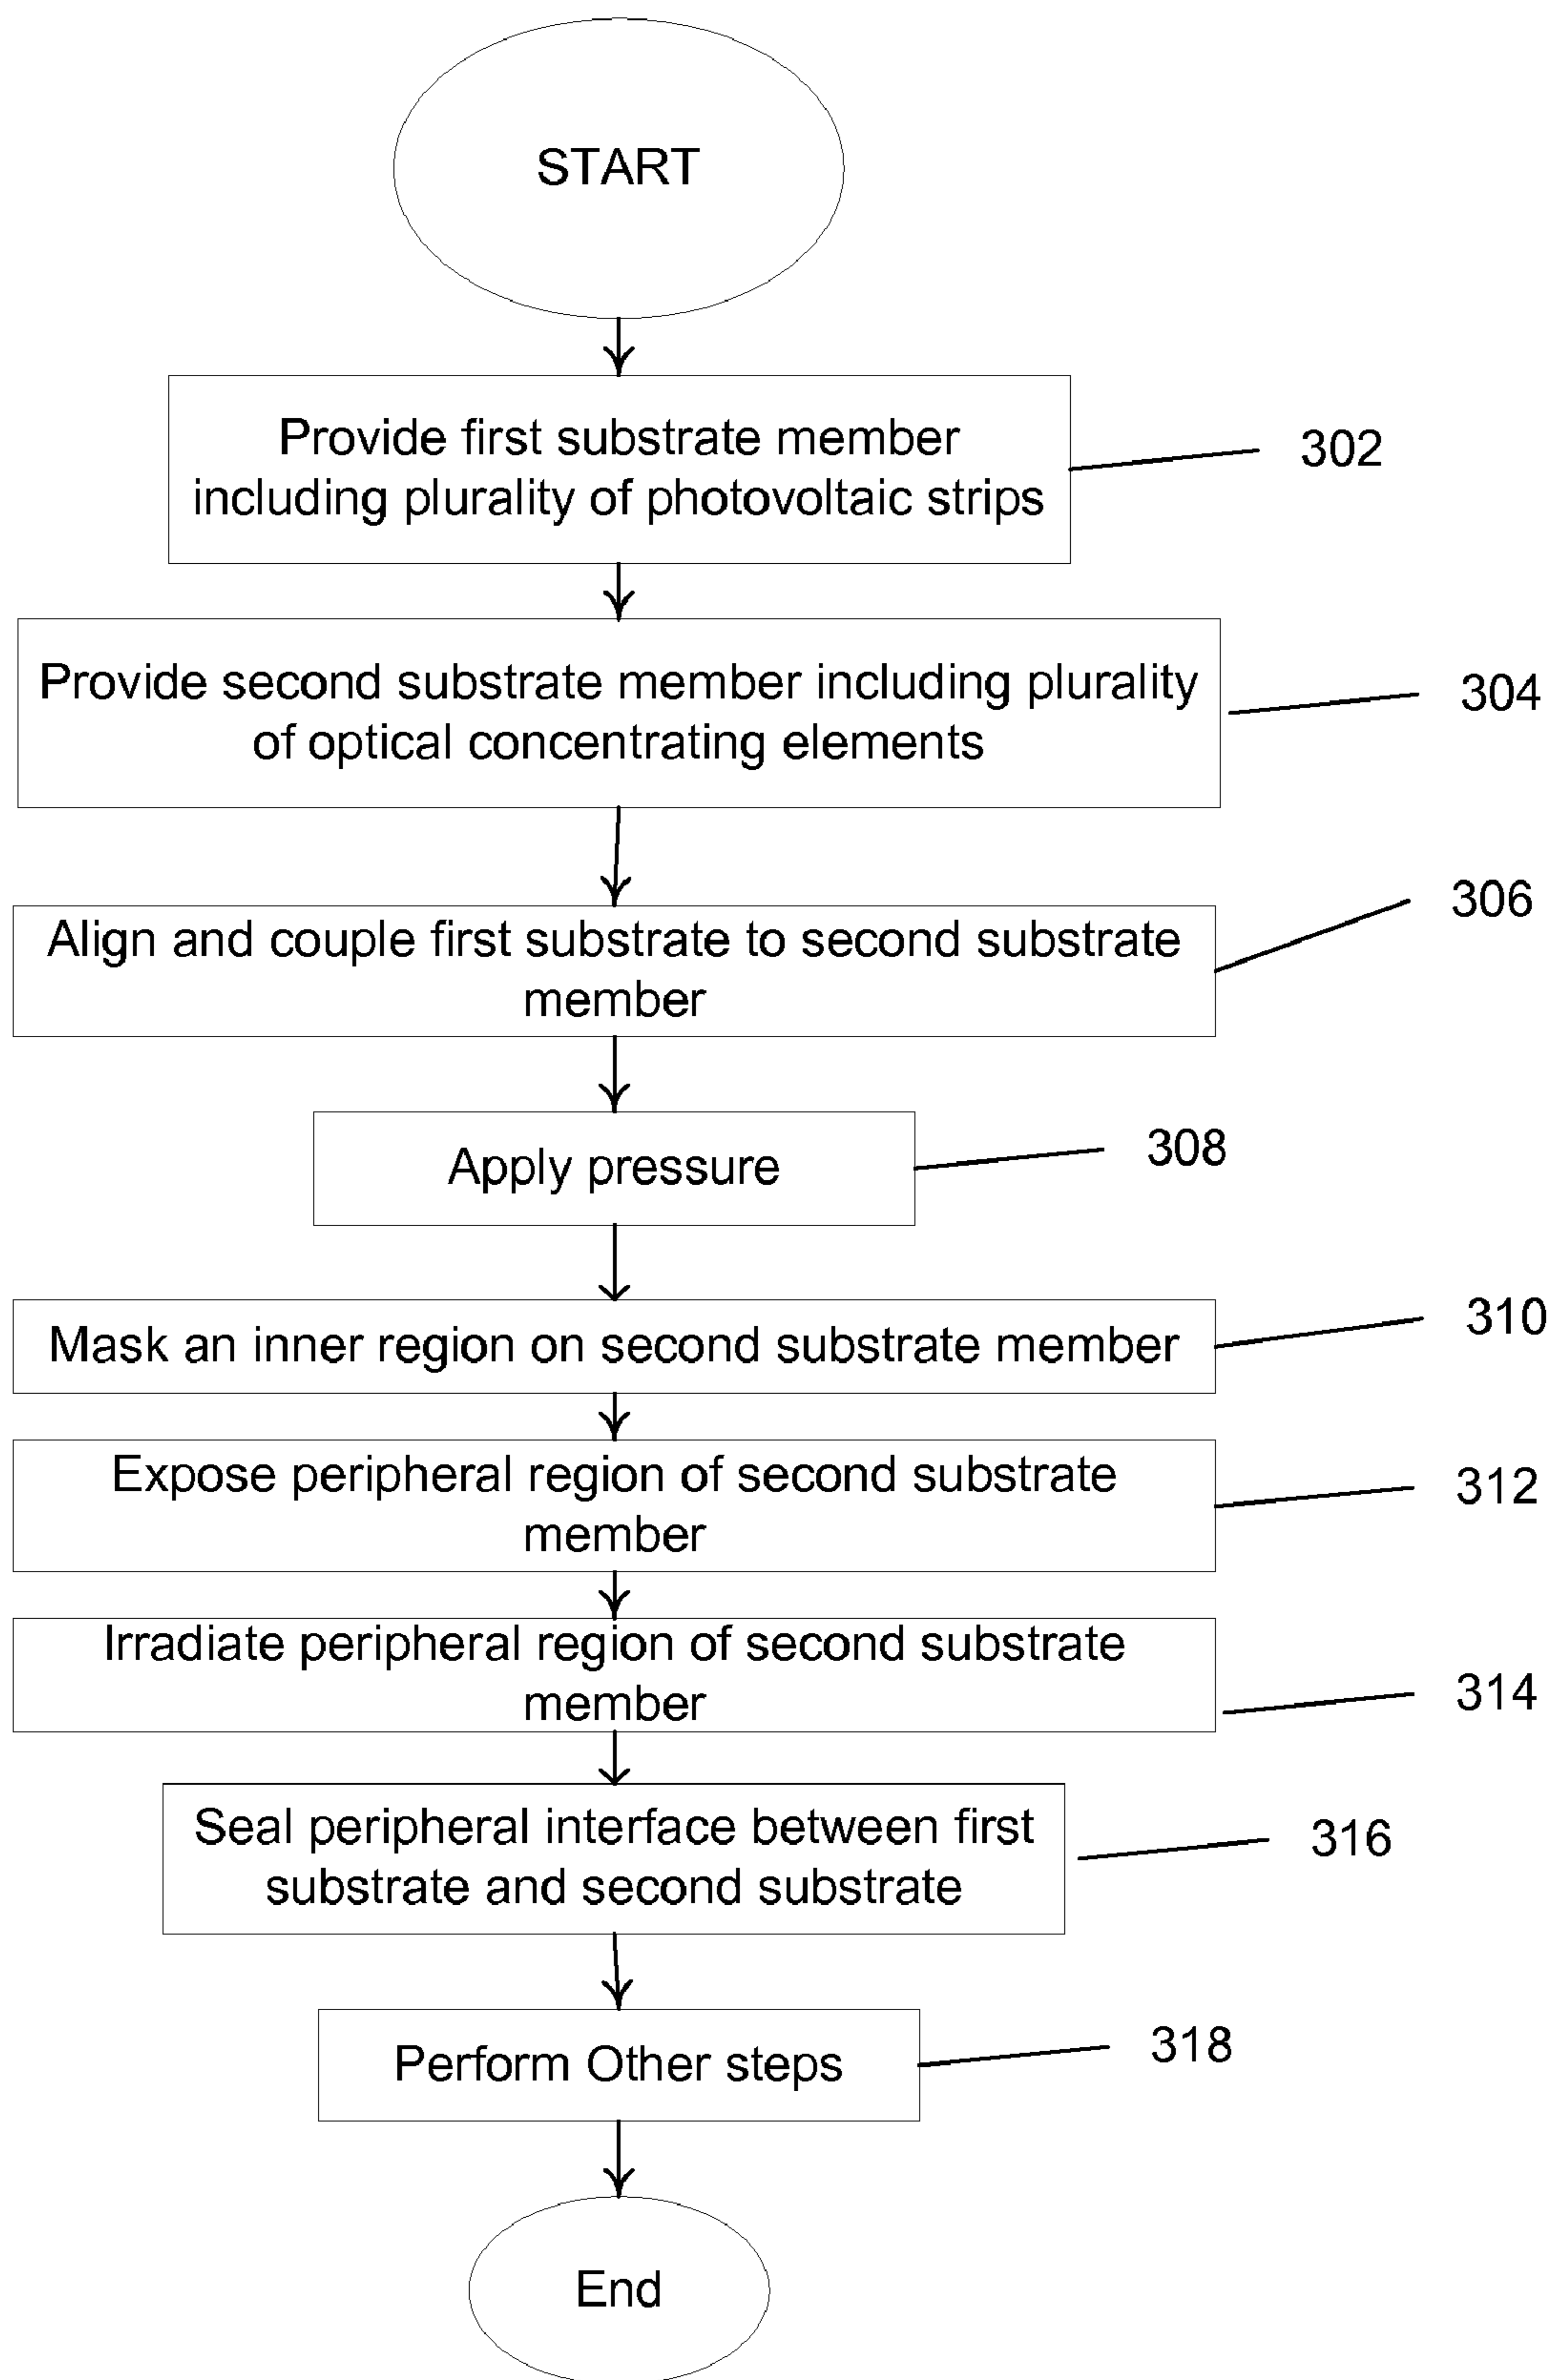 START
Provide first substrate member
including plurality of photovoltaic strips
302
Provide second substrate member including plurality
of optical concentrating elements
304
Align and couple first substrate to second substrate
member
306
Apply pressure
308
Mask an inner region on second substrate member
310
Expose peripheral region of second substrate
member
312
Irradiate peripheral region of second substrate
member
314
Seal peripheral interface between first
substrate and second substrate
316
Perform Other steps
318
End